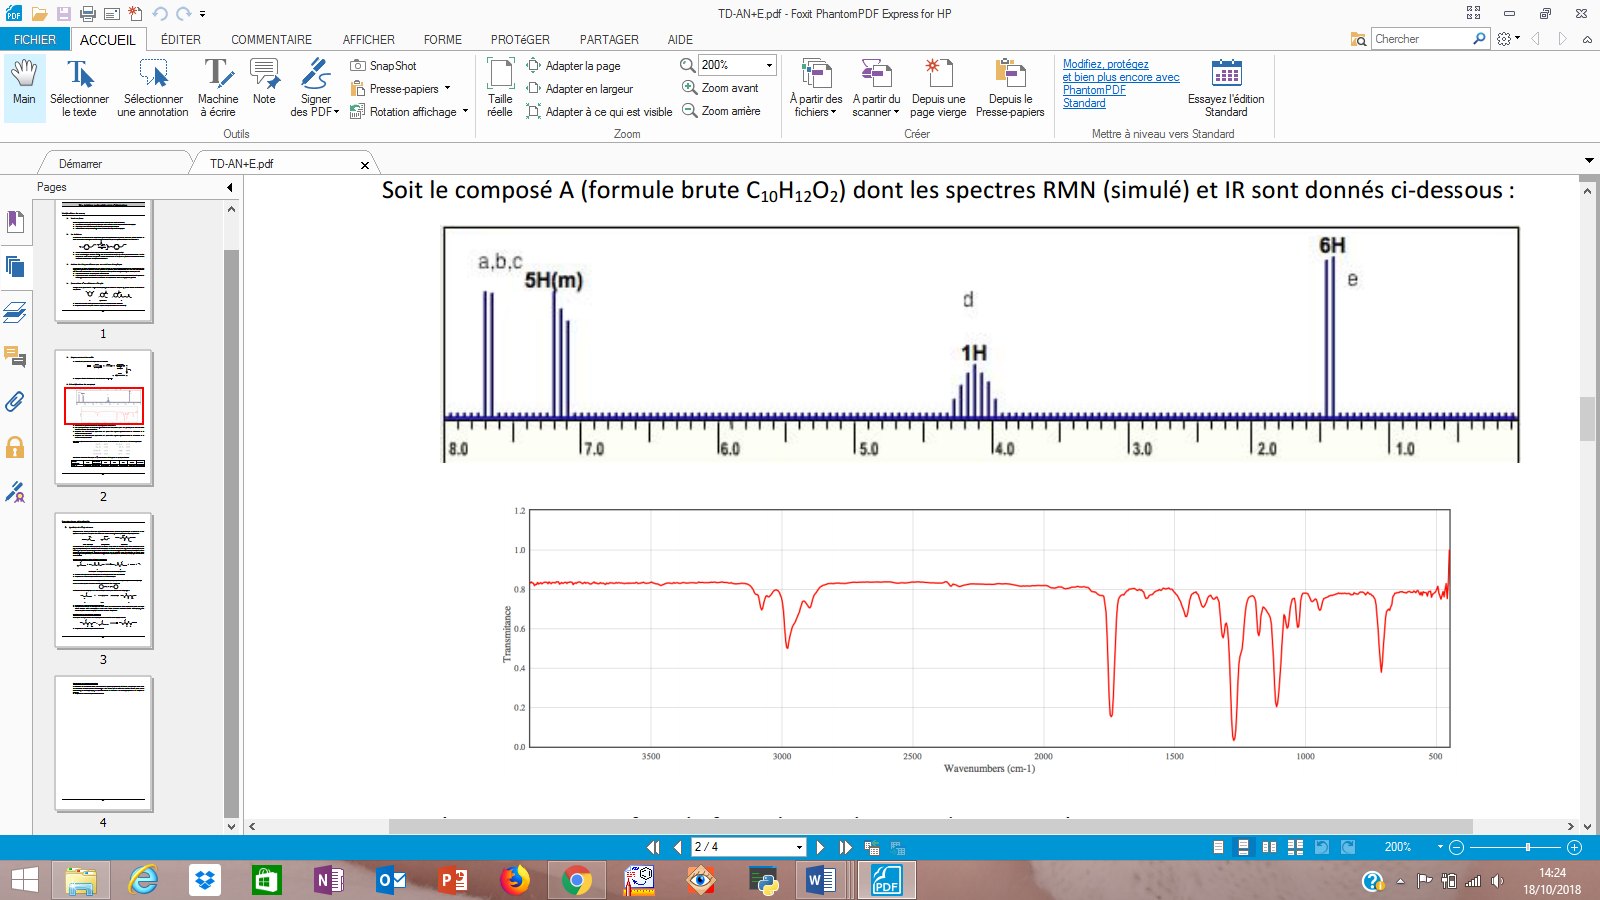 TD-AN+E.pdf - Foxit PhantomPDF Express for HP
FICHIER ACCUEIL ÉDITER COMMENTAIRE AFFICHER FORME PROTéGER PARTAGER AIDE
Chercher
Main
Sélectionner
le texte
Sélectionner
une annotation
Machine
à écrire
Note
Signer
des PDF
SnapShot
Presse-papiers
Rotation affichage
Outils
Taille
réelle
Adapter la page
Adapter en largeur
Adapter à ce qui est visible
200%
Zoom avant
Zoom arrière
Zoom
À partir des
fichiers
A partir du
scanner
Depuis une
page vierge
Depuis le
Presse-papiers
Créer
Modifiez, protégez
et bien plus encore avec
PhantomPDF
Standard
Essayez l'édition
Standard
Mettre à niveau vers Standard
Démarrer
TD-AN+E.pdf
Pages
1
2
3
4
Soit le composé A (formule brute C10H12O2) dont les spectres RMN (simulé) et IR sont donnés ci-dessous :
a,b,c
5H(m)
d
1H
6H
e
8.0 7.0 6.0 5.0 4.0 3.0 2.0 1.0
1.2
1.0
0.8
0.6
0.4
0.2
0.0
Transmitance
3500 3000 2500 2000 1500 1000 500
Wavenumbers (cm-1)
2 / 4
200%
14:24
18/10/2018